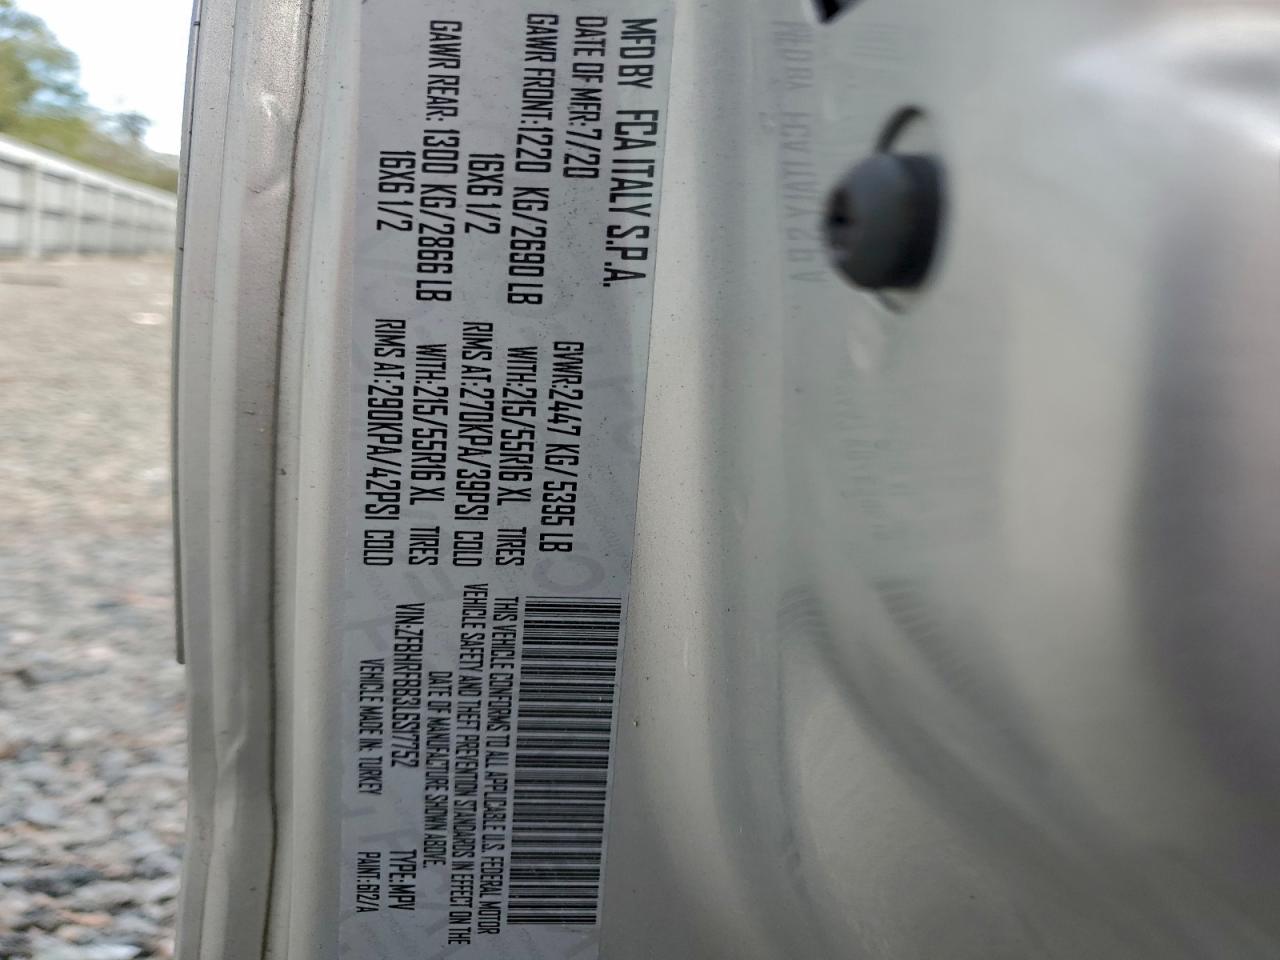 MFD BY FCA ITALY S.P.A.
DATE OF MFR:7/20 GVWR:2447 KG/5395 LB
GAWR FRONT:1220 KG/2690 LB WITH:215/55R16 XL TIRES
16X6 1/2 RIMS AT:270KPA/39PSI COLD
GAWR REAR: 1300 KG/2866 LB WITH:215/55R16 XL TIRES
16X6 1/2 RIMS AT:290KPA/42PSI COLD
THIS VEHICLE CONFORMS TO ALL APPLICABLE U.S. FEDERAL MOTOR
VEHICLE SAFETY AND THEFT PREVENTION STANDARDS IN EFFECT ON THE
DATE OF MANUFACTURE SHOWN ABOVE.
VIN:ZFBHRFBB3L6S17752 TYPE:MPV
VEHICLE MADE IN: TURKEY PAINT:672/A